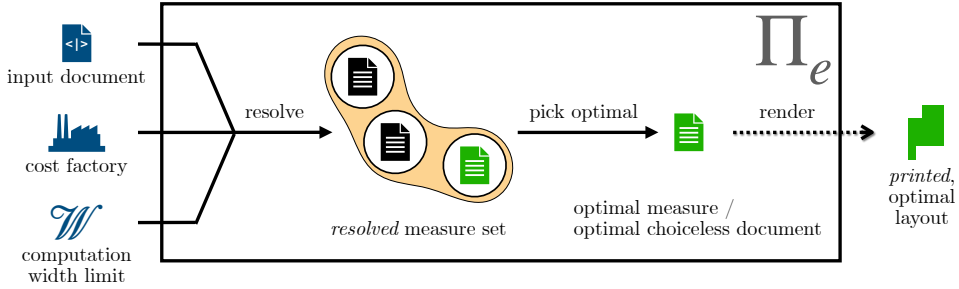 <|>
input document
cost factory
𝒲
computation
width limit
resolve
resolved measure set
pick optimal
optimal measure /
optimal choiceless document
Πe
render
printed,
optimal
layout